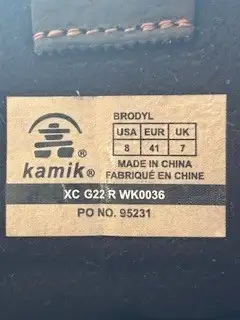 BRODYL
USA EUR UK
8 41 7
MADE IN CHINA
FABRIQUÉ EN CHINE
kamik®
XC G22 R WK0036
PO NO. 95231